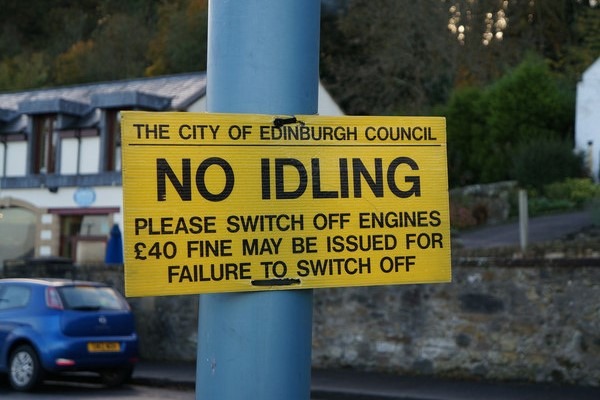 THE CITY OF EDINBURGH COUNCIL
NO IDLING
PLEASE SWITCH OFF ENGINES
£40 FINE MAY BE ISSUED FOR
FAILURE TO SWITCH OFF